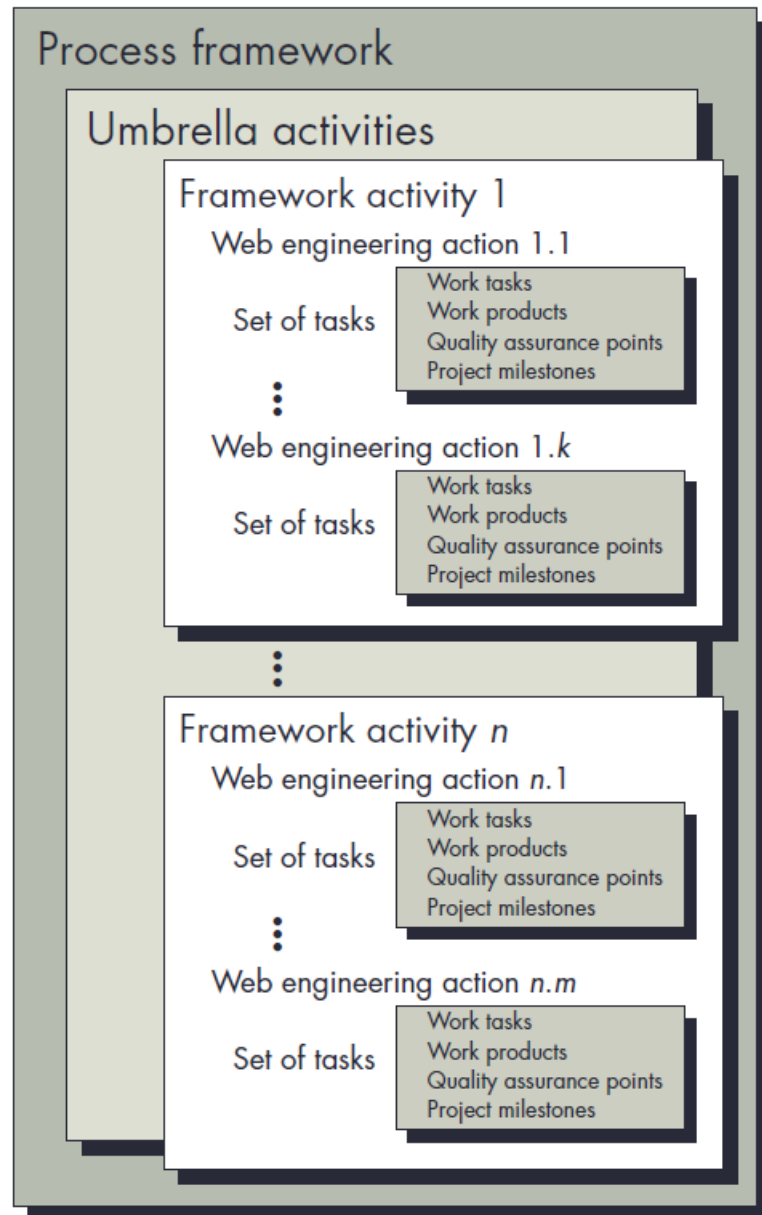 Process framework
Umbrella activities
Framework activity 1
Web engineering action 1.1
Set of tasks
Work tasks
Work products
Quality assurance points
Project milestones
Web engineering action 1.k
Set of tasks
Work tasks
Work products
Quality assurance points
Project milestones
Framework activity n
Web engineering action n.1
Set of tasks
Work tasks
Work products
Quality assurance points
Project milestones
Web engineering action n.m
Set of tasks
Work tasks
Work products
Quality assurance points
Project milestones